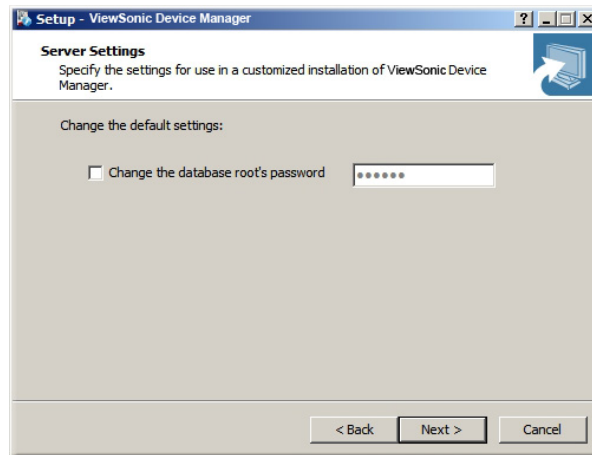 Setup - ViewSonic Device Manager
Server Settings
Specify the settings for use in a customized installation of ViewSonic Device
Manager.
Change the default settings:
Change the database root's password ••••••
< Back Next > Cancel